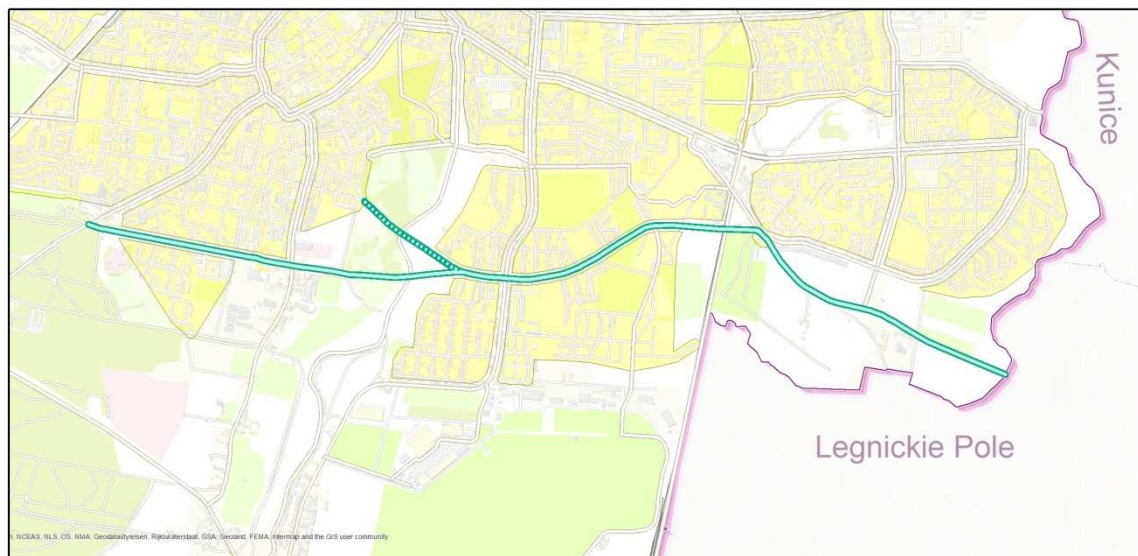 Kunice
Legnickie Pole
, NCEAS, NLS, OS, NMA, Geodatastyrelsen, Rijkswaterstaat, GSA, Geoland, FEMA, Intermap and the GIS user community